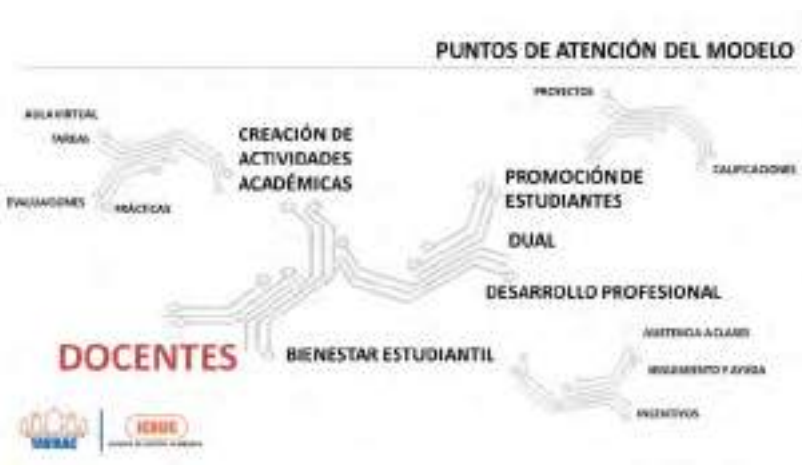 PUNTOS DE ATENCIÓN DEL MODELO
AULA VIRTUAL
TAREAS
EVALUACIONES
PRÁCTICAS
CREACIÓN DE
ACTIVIDADES
ACADÉMICAS
PROYECTOS
CALIFICACIONES
PROMOCIÓN DE
ESTUDIANTES
DUAL
DESARROLLO PROFESIONAL
DOCENTES
BIENESTAR ESTUDIANTIL
ASISTENCIA A CLASES
SEGUIMIENTO Y AYUDA
INCENTIVOS